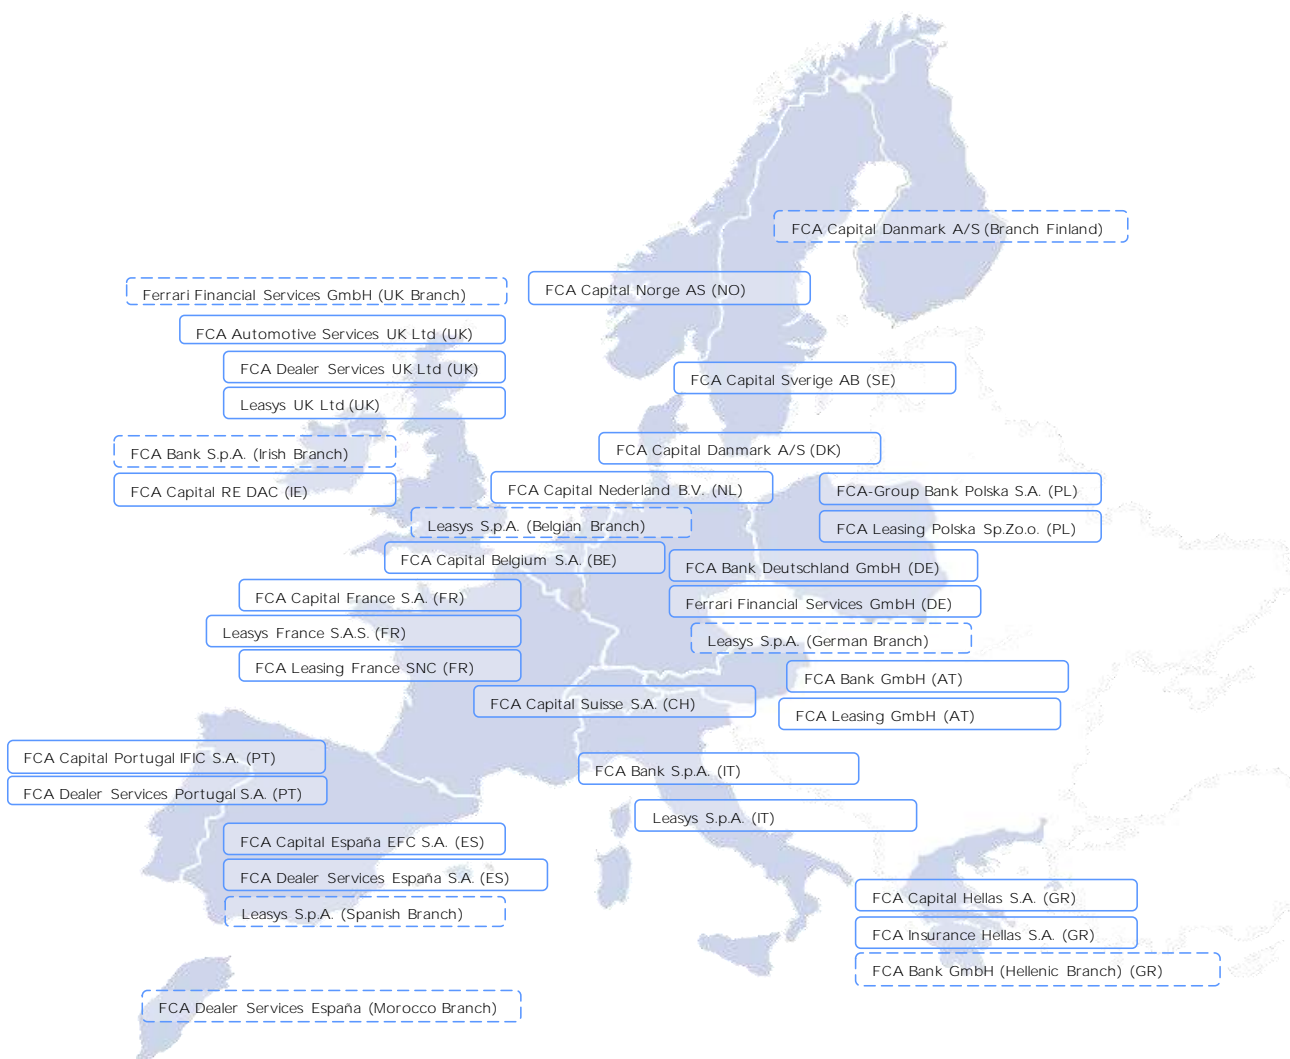 FCA Capital Danmark A/S (Branch Finland)
Ferrari Financial Services GmbH (UK Branch)
FCA Capital Norge AS (NO)
FCA Automotive Services UK Ltd (UK)
FCA Dealer Services UK Ltd (UK)
FCA Capital Sverige AB (SE)
Leasys UK Ltd (UK)
FCA Bank S.p.A. (Irish Branch)
FCA Capital Danmark A/S (DK)
FCA Capital RE DAC (IE)
FCA Capital Nederland B.V. (NL)
FCA-Group Bank Polska S.A. (PL)
Leasys S.p.A. (Belgian Branch)
FCA Leasing Polska Sp.Zo.o. (PL)
FCA Capital Belgium S.A. (BE)
FCA Bank Deutschland GmbH (DE)
FCA Capital France S.A. (FR)
Ferrari Financial Services GmbH (DE)
Leasys France S.A.S. (FR)
Leasys S.p.A. (German Branch)
FCA Leasing France SNC (FR)
FCA Bank GmbH (AT)
FCA Capital Suisse S.A. (CH)
FCA Leasing GmbH (AT)
FCA Capital Portugal IFIC S.A. (PT)
FCA Bank S.p.A. (IT)
FCA Dealer Services Portugal S.A. (PT)
Leasys S.p.A. (IT)
FCA Capital España EFC S.A. (ES)
FCA Dealer Services España S.A. (ES)
FCA Capital Hellas S.A. (GR)
Leasys S.p.A. (Spanish Branch)
FCA Insurance Hellas S.A. (GR)
FCA Bank GmbH (Hellenic Branch) (GR)
FCA Dealer Services España (Morocco Branch)